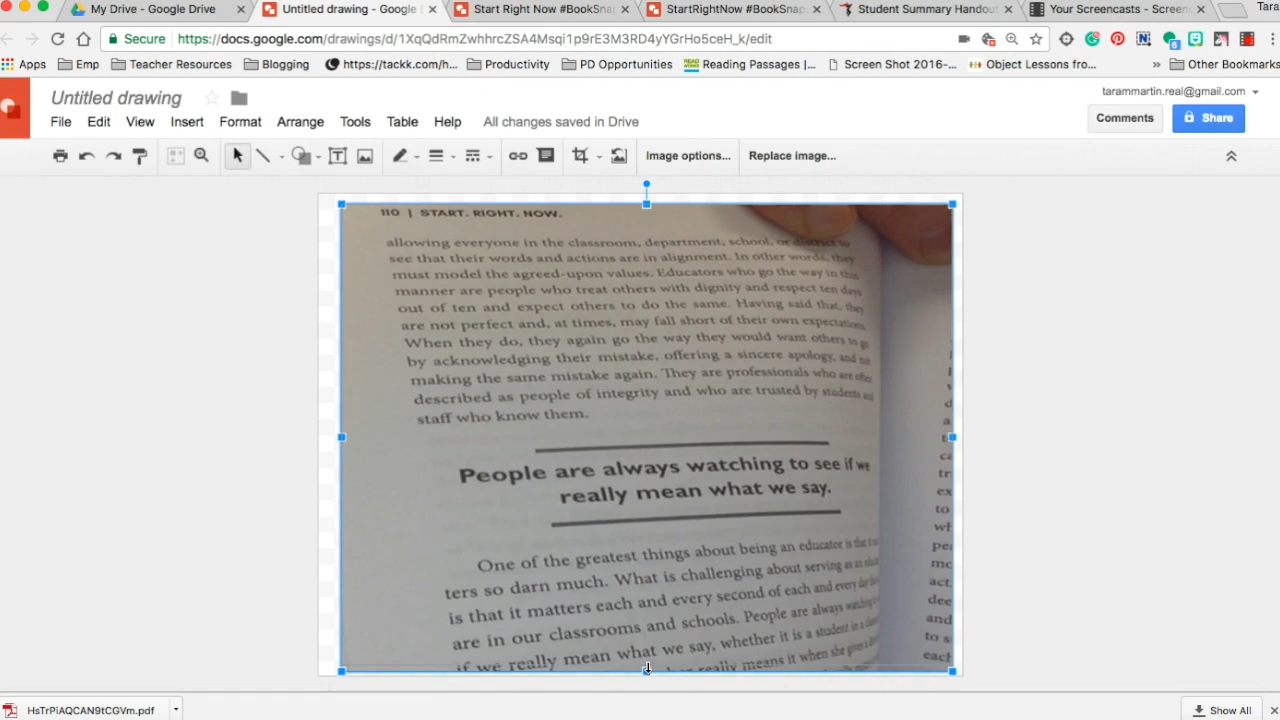 My Drive - Google Drive
Untitled drawing - Google
Start Right Now #BookSnap
StartRightNow #BookSnap
Student Summary Handout
Your Screencasts - Screen
Tara
Secure https://docs.google.com/drawings/d/1XqQdRmZwhhrcZSA4Msqi1p9rE3M3RD4yYGrHo5ceH_k/edit
Apps Emp Teacher Resources Blogging https://tackk.com/h... Productivity PD Opportunities Reading Passages |... Screen Shot 2016-... Object Lessons fro... » Other Bookmarks
Untitled drawing
tarammartin.real@gmail.com
File Edit View Insert Format Arrange Tools Table Help All changes saved in Drive
Comments
Share
Image options... Replace image...
110 | START. RIGHT. NOW.
allowing everyone in the classroom, department, school, or district to
see that their words and actions are in alignment. In other words, they
must model the agreed-upon values. Educators who go the way in this
manner are people who treat others with dignity and respect ten days
out of ten and expect others to do the same. Having said that, they
are not perfect and, at times, may fall short of their own expectations.
When they do, they again go the way they would want others to go
by acknowledging their mistake, offering a sincere apology, and not
making the same mistake again. They are professionals who are often
described as people of integrity and who are trusted by students and
staff who know them.
People are always watching to see if we
really mean what we say.
One of the greatest things about being an educator is that
ters so darn much. What is challenging about serving as an
is that it matters each and every second of each and every day
are in our classrooms and schools. People are always watching
if we really mean what we say, whether it is a student in a
really means it when she gives a
HsTrPiAQCAN9tCGVm.pdf
Show All